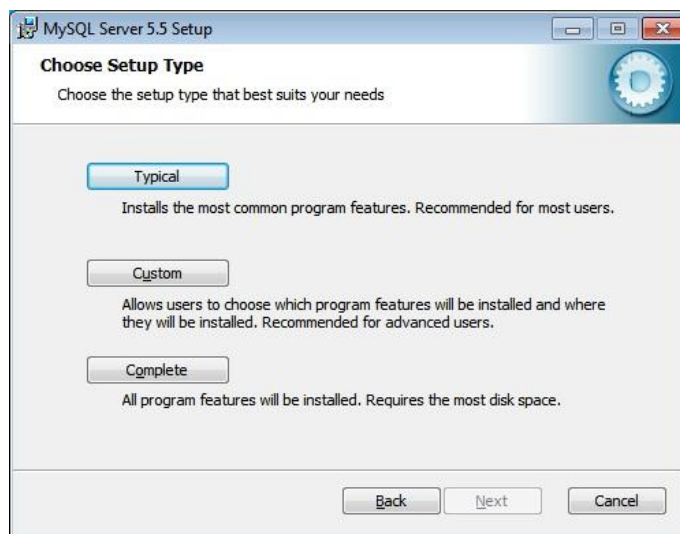 MySQL Server 5.5 Setup
Choose Setup Type
Choose the setup type that best suits your needs
Typical
Installs the most common program features. Recommended for most users.
Custom
Allows users to choose which program features will be installed and where
they will be installed. Recommended for advanced users.
Complete
All program features will be installed. Requires the most disk space.
Back Next Cancel